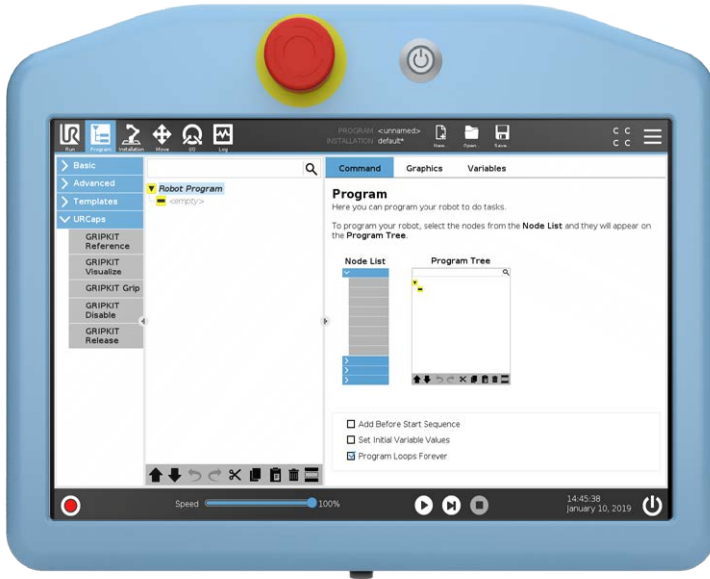 UR
PROGRAM <unnamed>
INSTALLATION default*
Run
Program
Installation
Move
I/O
Log
New...
Open...
Save...
C C
C C
Basic
Advanced
Templates
URCaps
GRIPKIT
Reference
GRIPKIT
Visualize
GRIPKIT Grip
GRIPKIT
Disable
GRIPKIT
Release
Robot Program
<empty>
Command
Graphics
Variables
Program
Here you can program your robot to do tasks.
To program your robot, select the nodes from the Node List and they will appear on
the Program Tree.
Node List
Program Tree
Add Before Start Sequence
Set Initial Variable Values
Program Loops Forever
Speed
100%
14:45:38
January 10, 2019